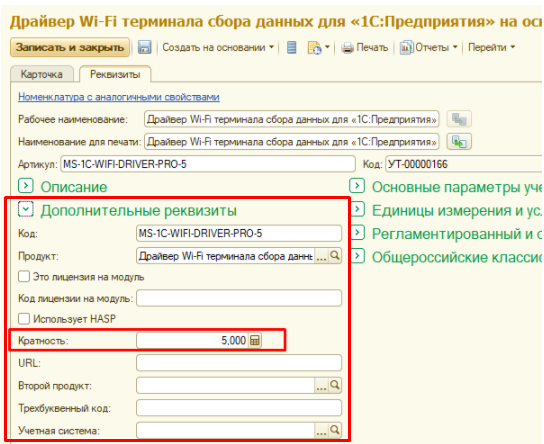 Драйвер Wi-Fi терминала сбора данных для «1С:Предприятия» на ос
Записать и закрыть Создать на основании Печать Отчеты Перейти
Карточка Реквизиты
Номенклатура с аналогичными свойствами
Рабочее наименование: Драйвер Wi-Fi терминала сбора данных для «1С:Предприятия»
Наименование для печати: Драйвер Wi-Fi терминала сбора данных для «1С:Предприятия»
Артикул: MS-1C-WIFI-DRIVER-PRO-5 Код: УТ-00000166
Описание Основные параметры уче
Дополнительные реквизиты Единицы измерения и усл
Код: MS-1C-WIFI-DRIVER-PRO-5 Регламентированный и с
Продукт: Драйвер Wi-Fi терминала сбора данн ... Общероссийские классис
Это лицензия на модуль
Код лицензии на модуль:
Использует HASP
Кратность: 5,000
URL:
Второй продукт: ...
Трехбуквенный код:
Учетная система: ...